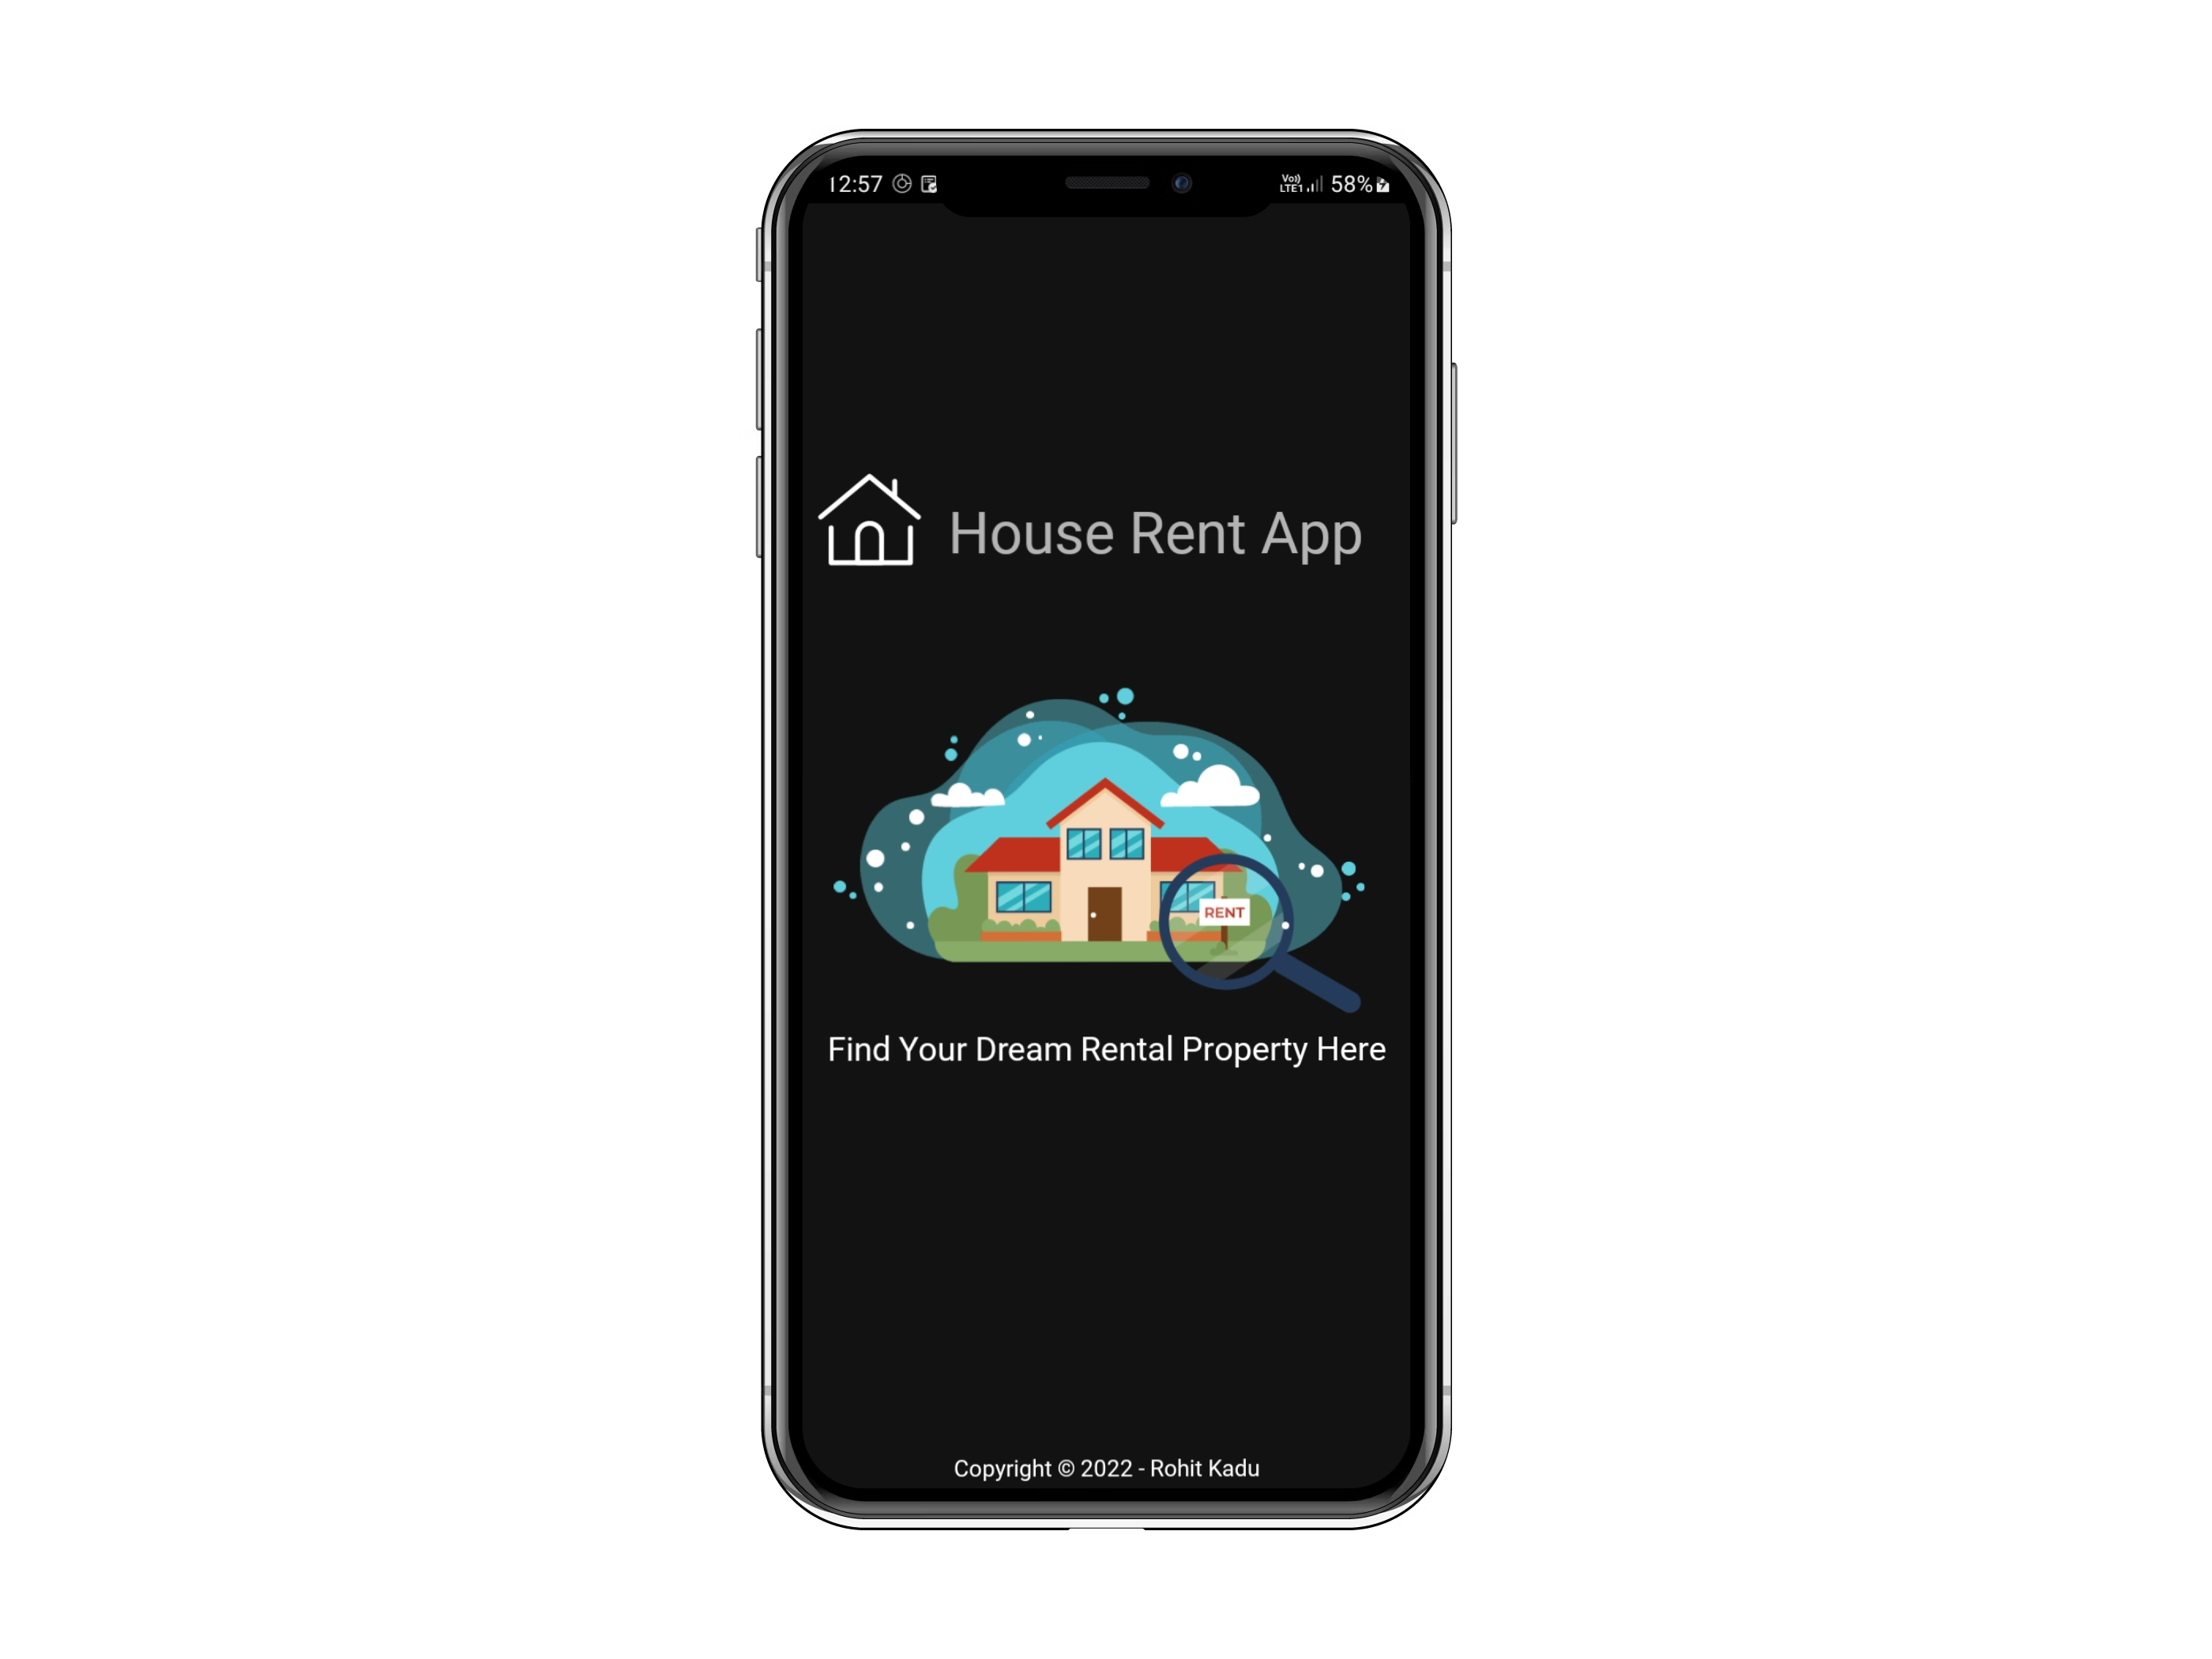 12:57 Vo)) LTE1 58%
House Rent App
RENT
Find Your Dream Rental Property Here
Copyright © 2022 - Rohit Kadu